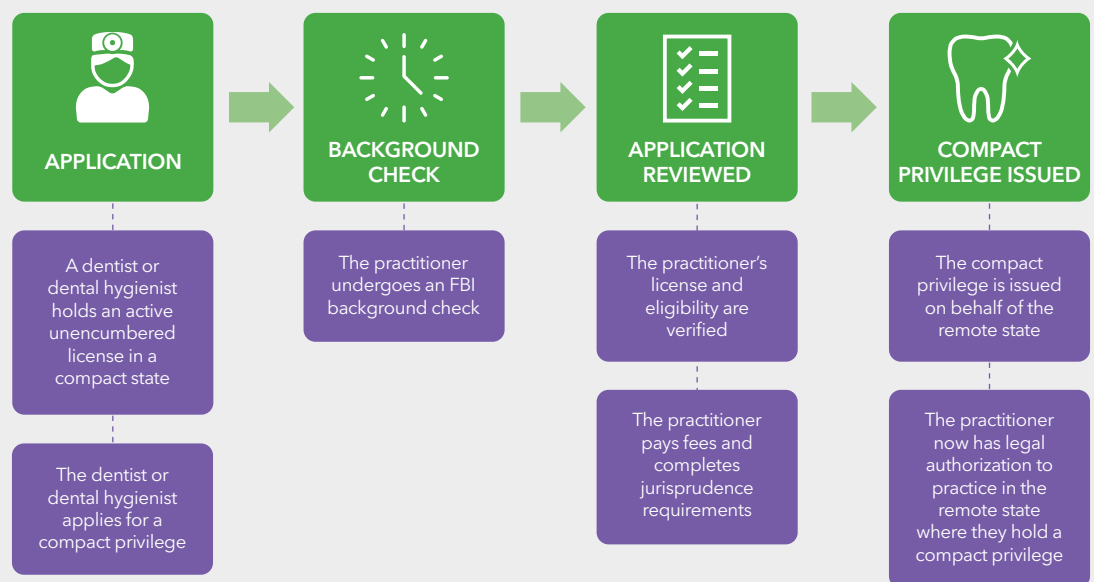 APPLICATION
A dentist or
dental hygienist
holds an active
unencumbered
license in a
compact state
The dentist or
dental hygienist
applies for a
compact privilege
BACKGROUND
CHECK
The practitioner
undergoes an FBI
background check
APPLICATION
REVIEWED
The practitioner’s
license and
eligibility are
verified
The practitioner
pays fees and
completes
jurisprudence
requirements
COMPACT
PRIVILEGE ISSUED
The compact
privilege is issued
on behalf of the
remote state
The practitioner
now has legal
authorization to
practice in the
remote state
where they hold a
compact privilege